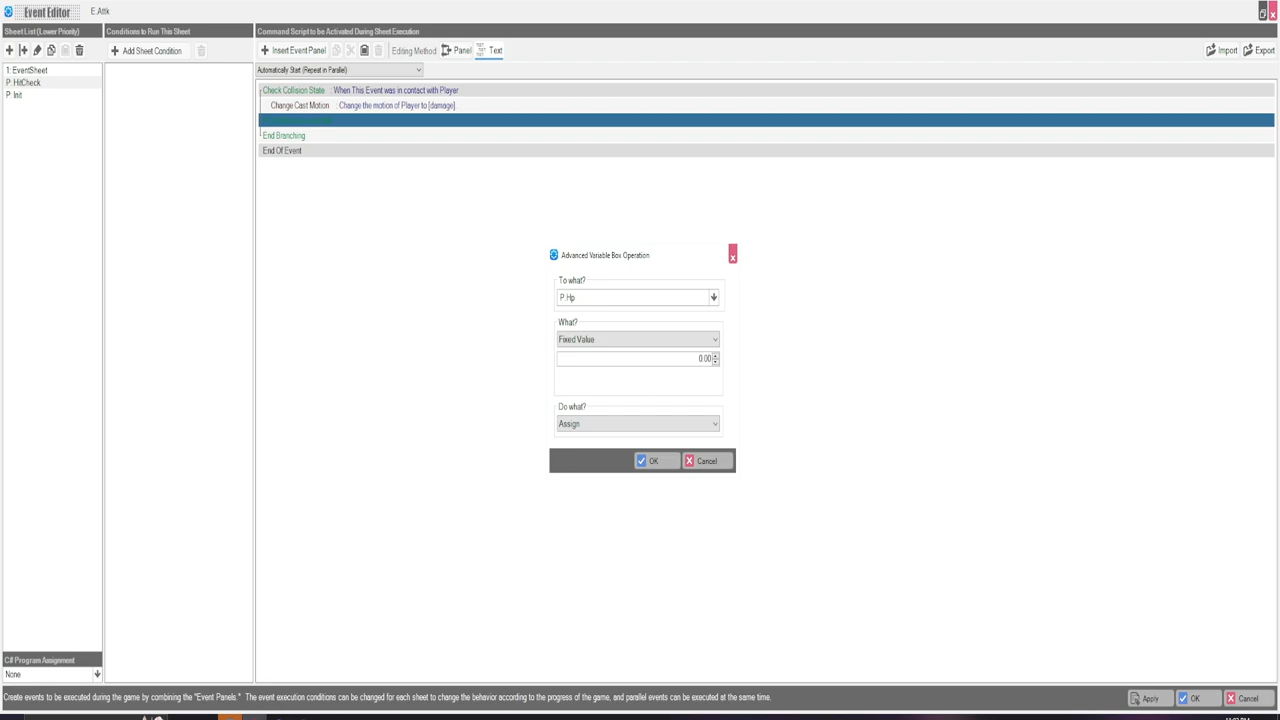 Event Editor
E.Attk
Sheet List (Lower Priority)
Conditions to Run This Sheet
Command Script to be Activated During Sheet Execution
Add Sheet Condition
Insert Event Panel
Editing Method
Panel
Text
Import
Export
1: EventSheet
P: HitCheck
P: Init
Automatically Start (Repeat in Parallel)
Check Collision State : When This Event was in contact with Player
Change Cast Motion : Change the motion of Player to [damage]
End Branching
End Of Event
Advanced Variable Box Operation
To what?
P.Hp
What?
Fixed Value
0.00
Do what?
Assign
OK
Cancel
C# Program Assignment
None
Create events to be executed during the game by combining the "Event Panels." The event execution conditions can be changed for each sheet to change the behavior according to the progress of the game, and parallel events can be executed at the same time.
Apply
OK
Cancel